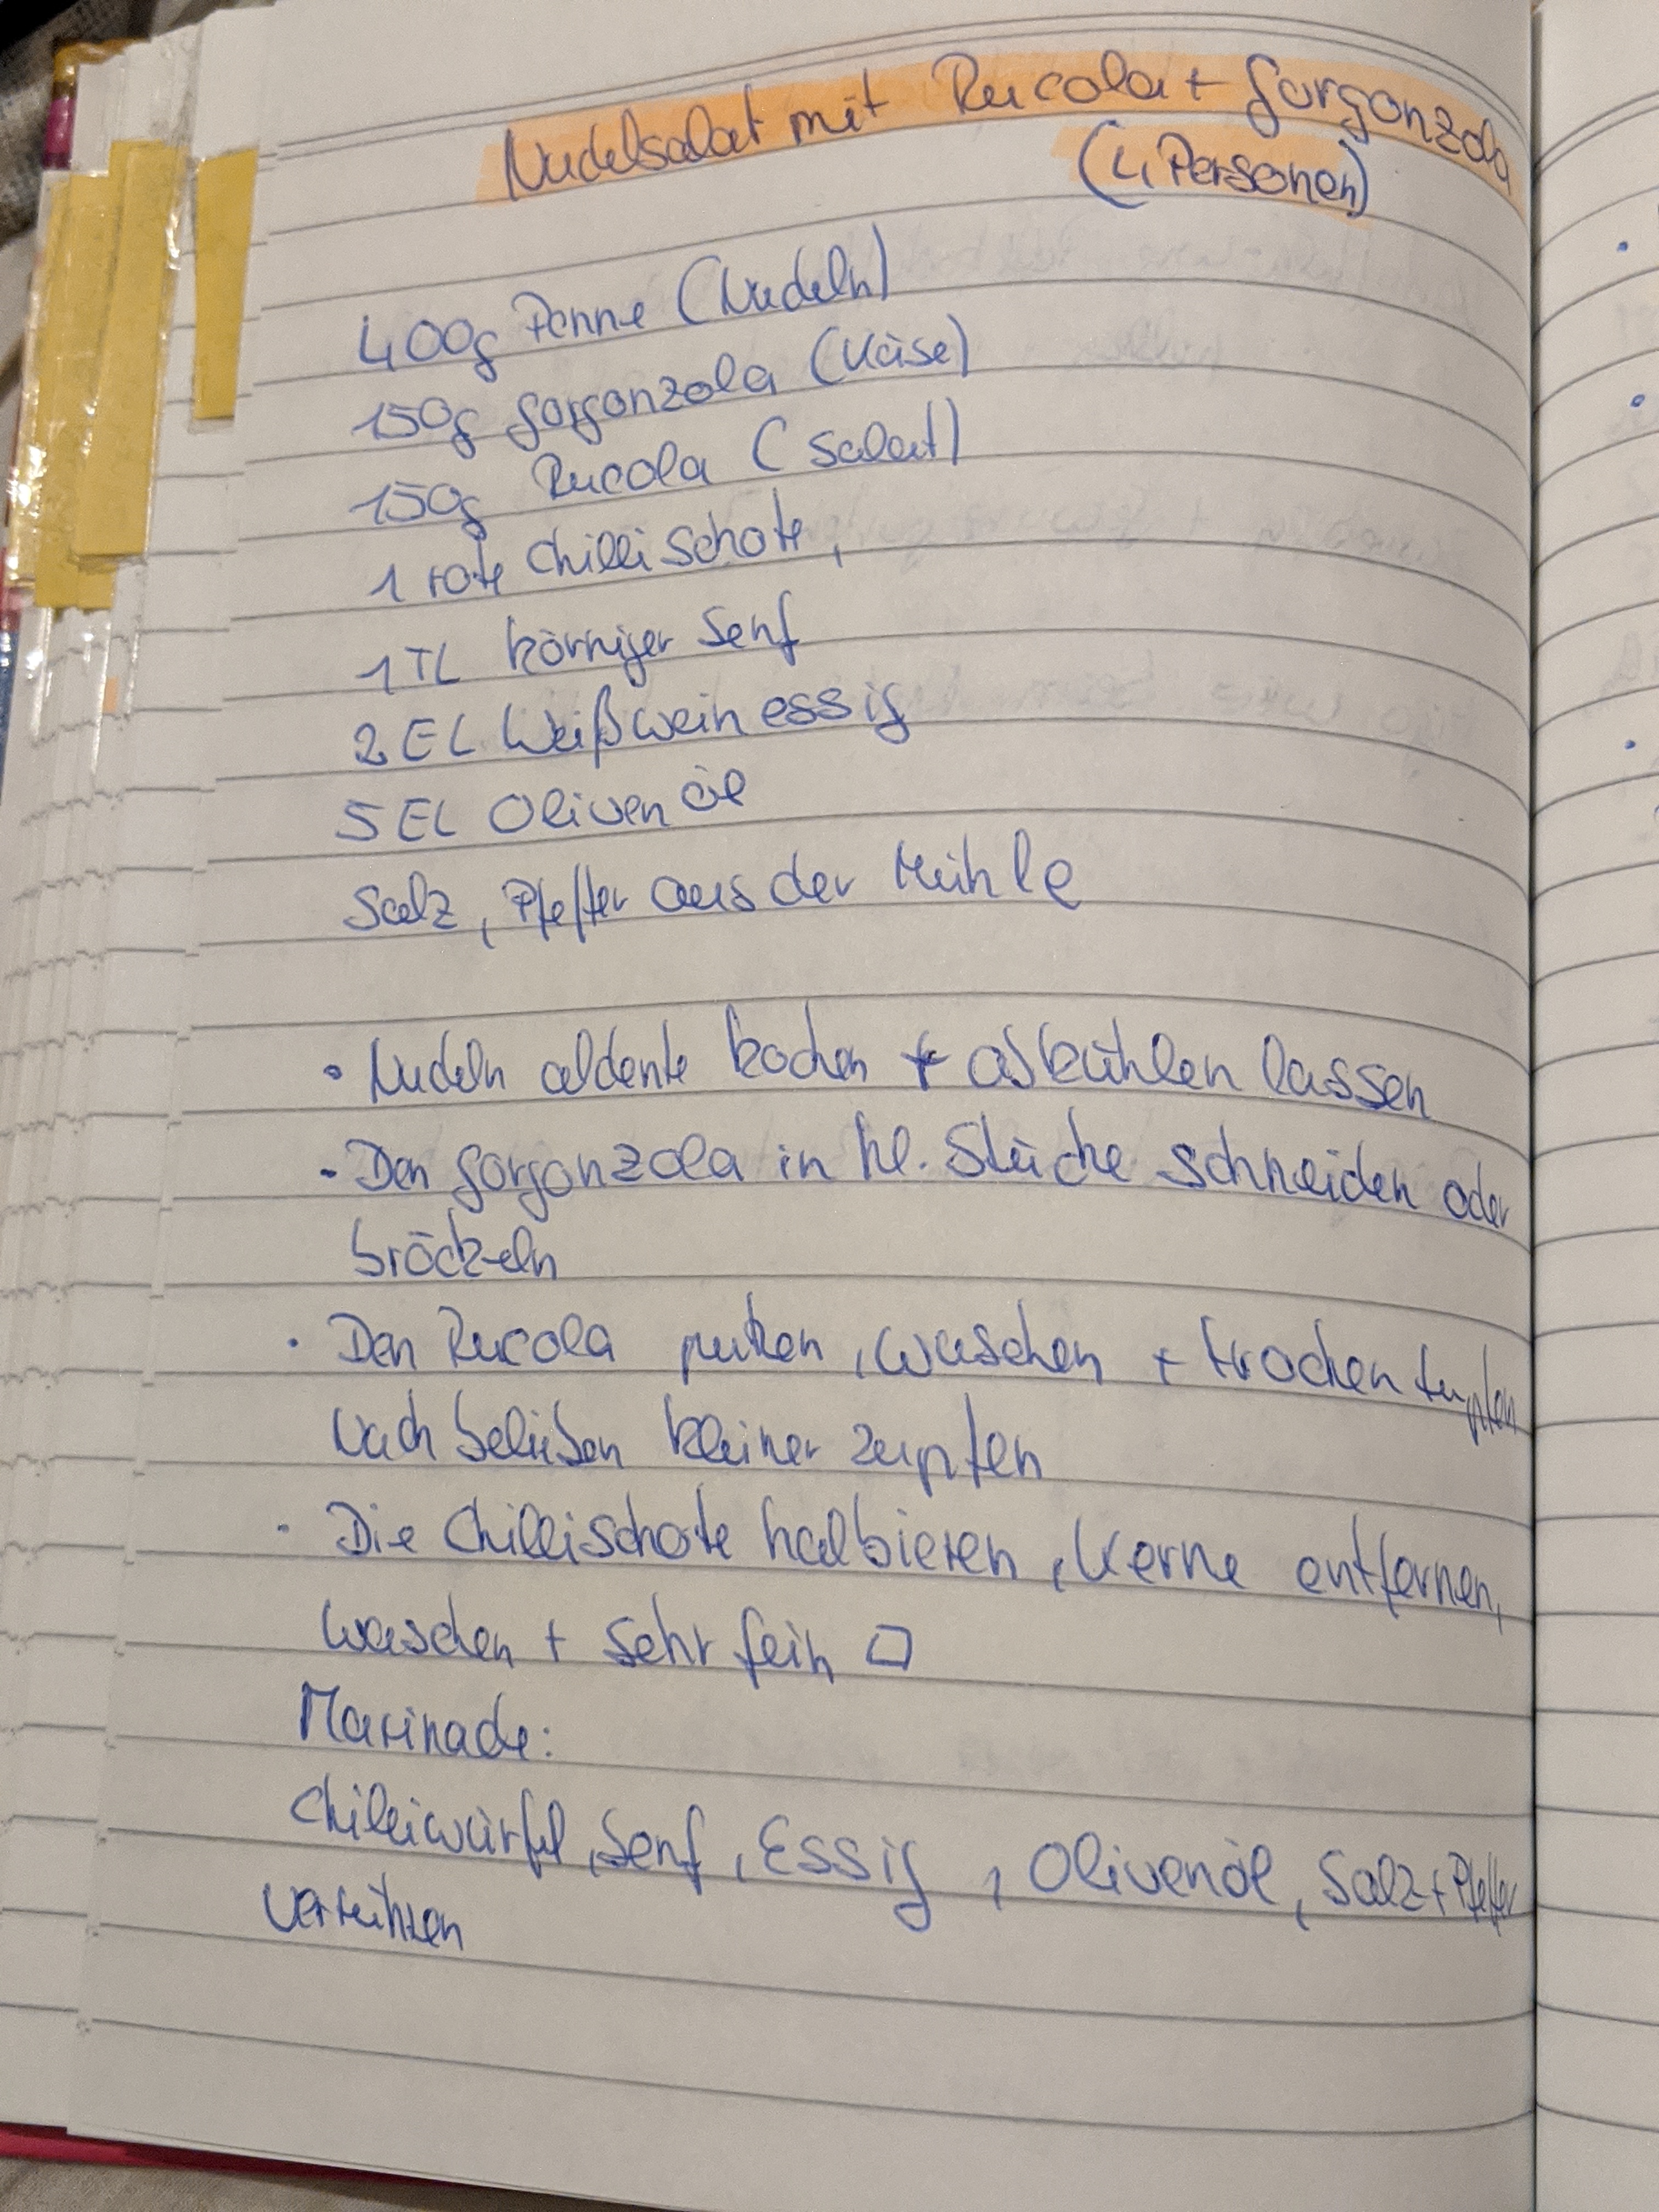 Nudelsalat mit Rucola + Gorgonzola
(4 Personen)
400g Penne (Nudeln)
150g Gorgonzola (Käse)
150g Rucola (Salat)
1 rote Chillischote,
1 TL körniger Senf
2 EL Weißweinessig
5 EL Olivenöl
Salz, Pfeffer aus der Mühle
• Nudeln aldente kochen + abkühlen lassen
• Den Gorgonzola in kl. Stücke schneiden oder
bröckeln
• Den Rucola putzen, waschen + trocken tupfen
Nach belieben kleiner zupfen
• Die Chillischote halbieren, Kerne entfernen,
waschen + sehr fein □
Marinade:
Chilliwürfel, Senf, Essig, Olivenöl, Salz + Pfeffer
verrühren